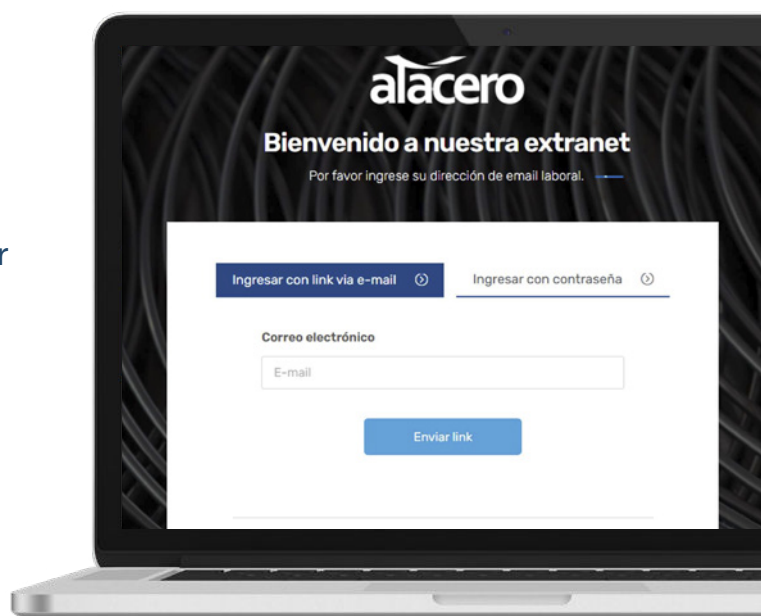 alacero
Bienvenido a nuestra extranet
Por favor ingrese su dirección de email laboral.
r
Ingresar con link via e-mail
Ingresar con contraseña
Correo electrónico
E-mail
Enviar link